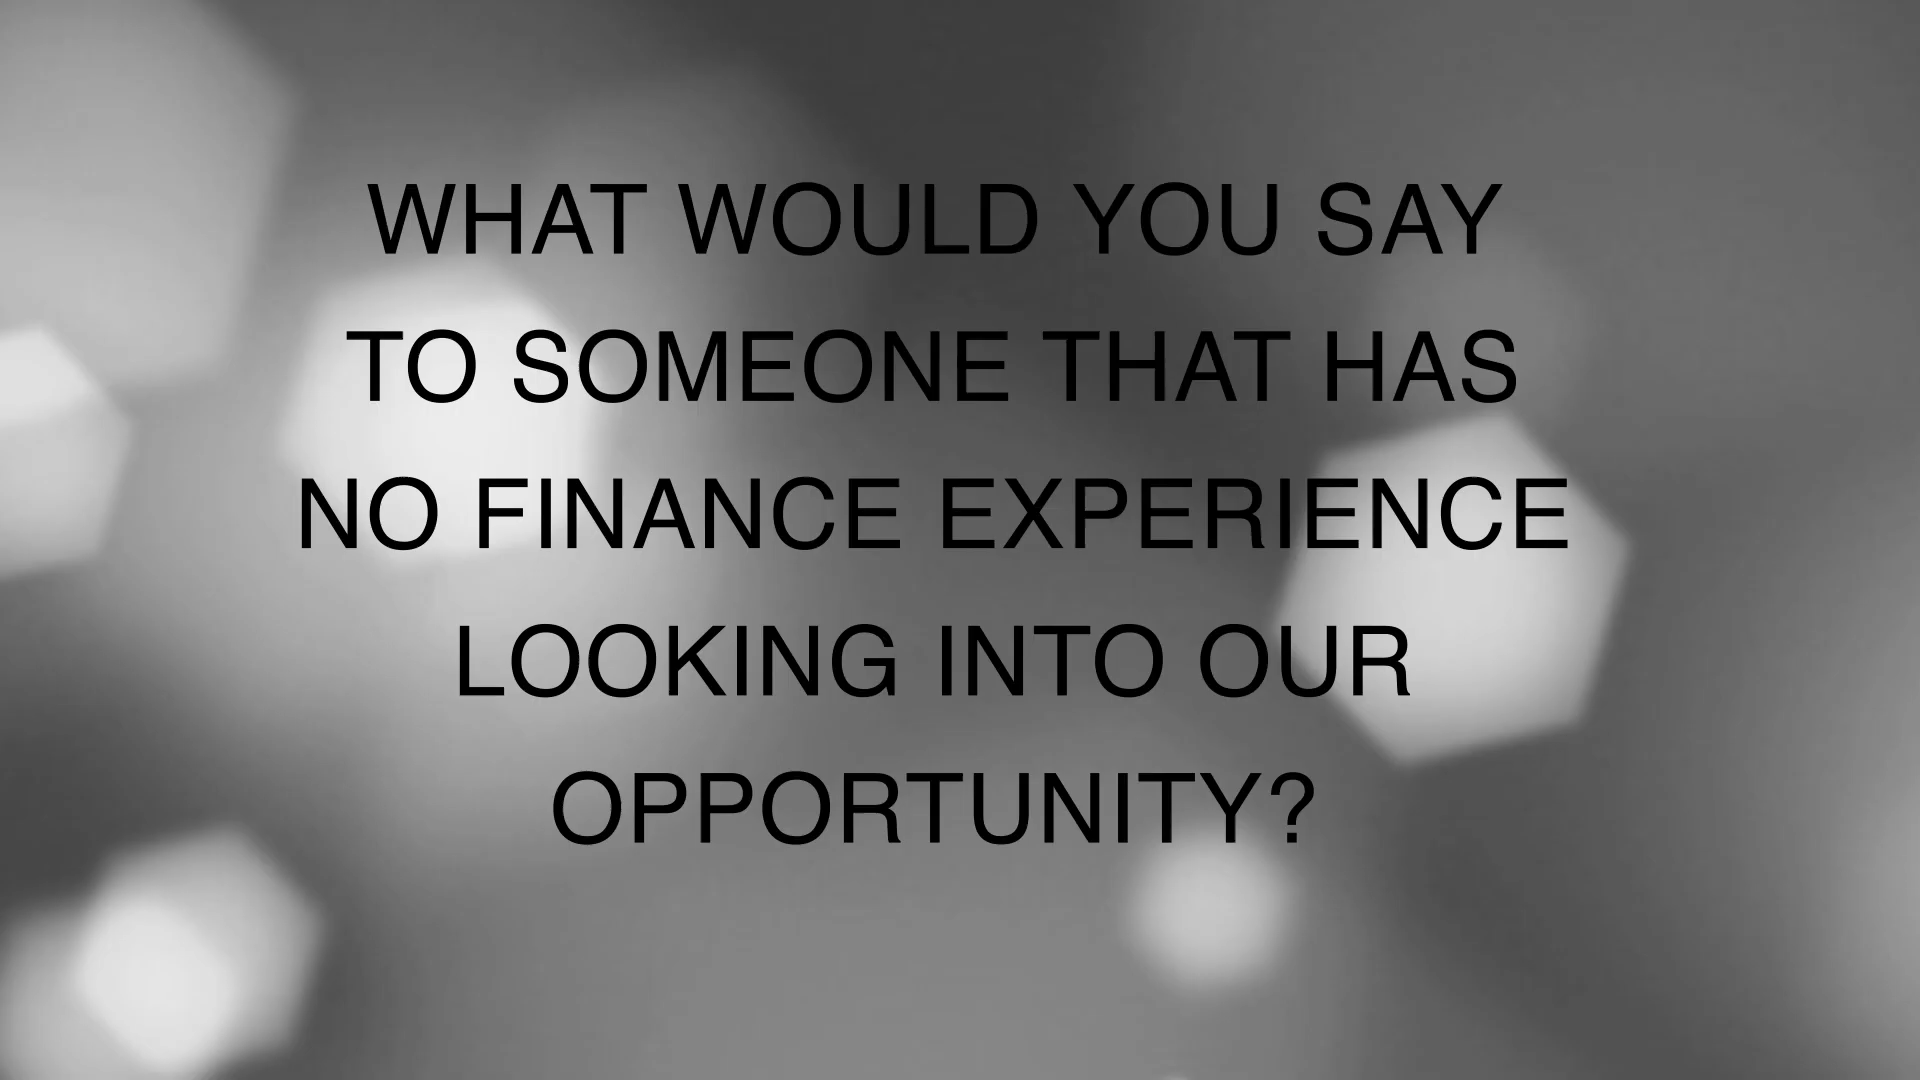 WHAT WOULD YOU SAY
TO SOMEONE THAT HAS
NO FINANCE EXPERIENCE
LOOKING INTO OUR
OPPORTUNITY?